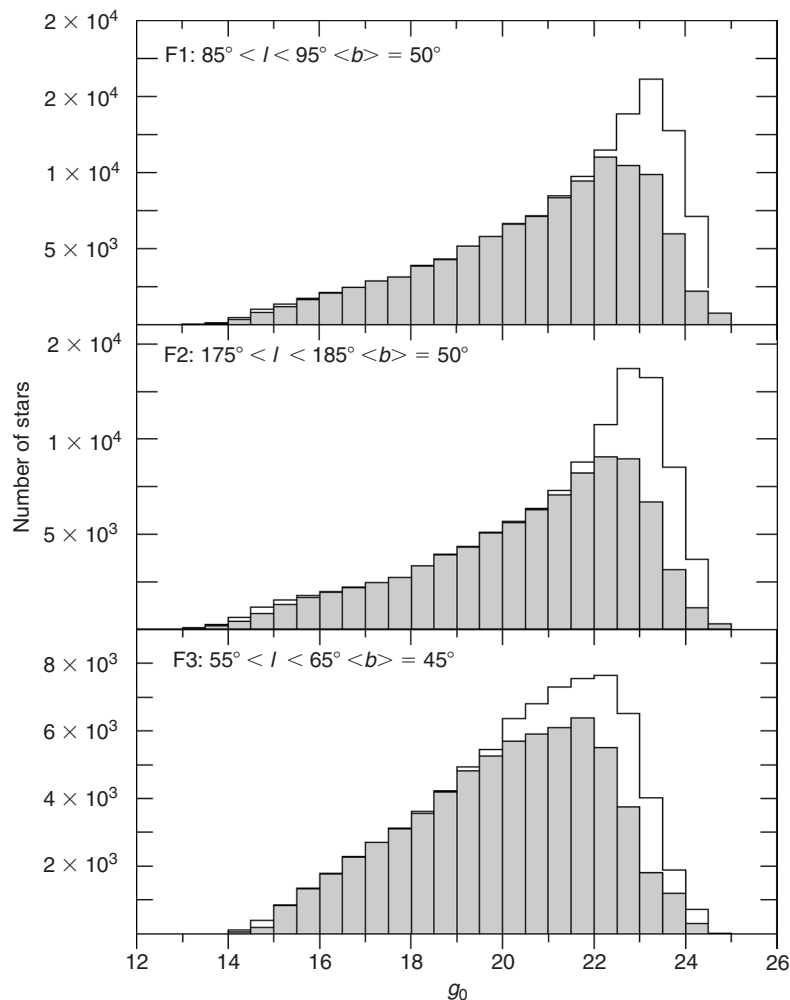 2 × 10⁴
F1: 85° < l < 95° <b> = 50°
2 × 10⁴
1 × 10⁴
5 × 10³
2 × 10⁴
F2: 175° < l < 185° <b> = 50°
1 × 10⁴
5 × 10³
Number of stars
F3: 55° < l < 65° <b> = 45°
8 × 10³
6 × 10³
4 × 10³
2 × 10³
12 14 16 18 20 22 24 26
g₀